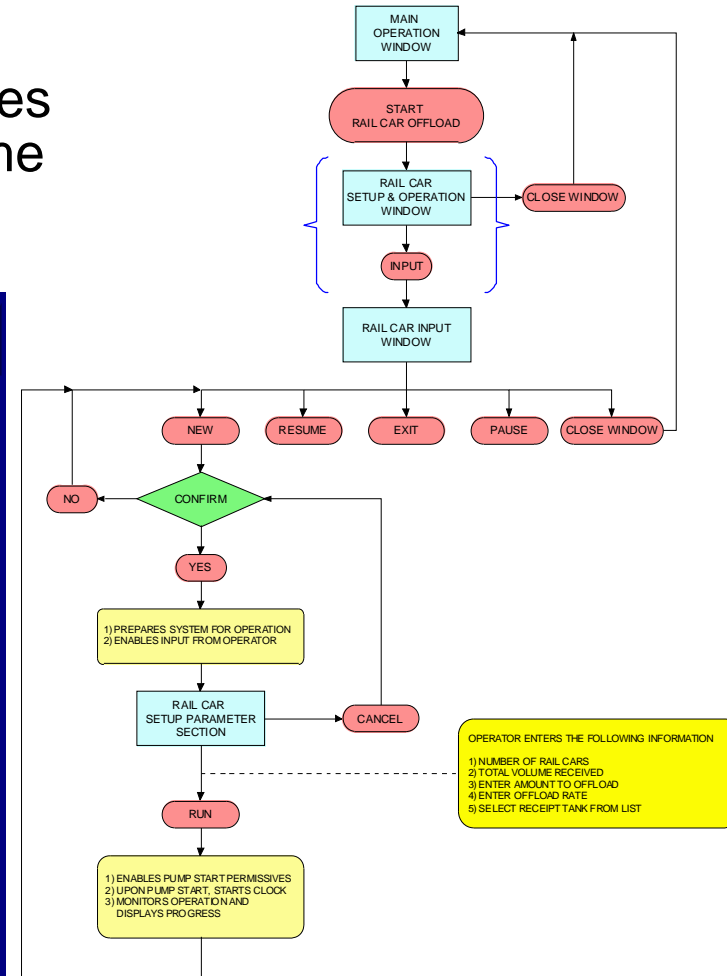 MAIN
OPERATION
WINDOW
es
ne
START
RAIL CAR OFFLOAD
RAIL CAR
SETUP & OPERATION
WINDOW
CLOSE WINDOW
INPUT
RAIL CAR INPUT
WINDOW
NEW
RESUME
EXIT
PAUSE
CLOSE WINDOW
NO
CONFIRM
YES
1) PREPARES SYSTEM FOR OPERATION
2) ENABLES INPUT FROM OPERATOR
RAIL CAR
SETUP PARAMETER
SECTION
CANCEL
OPERATOR ENTERS THE FOLLOWING INFORMATION
1) NUMBER OF RAIL CARS
2) TOTAL VOLUME RECEIVED
3) ENTER AMOUNT TO OFFLOAD
4) ENTER OFFLOAD RATE
5) SELECT RECEIPT TANK FROM LIST
RUN
1) ENABLES PUMP START PERMISSIVES
2) UPON PUMP START, STARTS CLOCK
3) MONITORS OPERATION AND
DISPLAYS PROGRESS